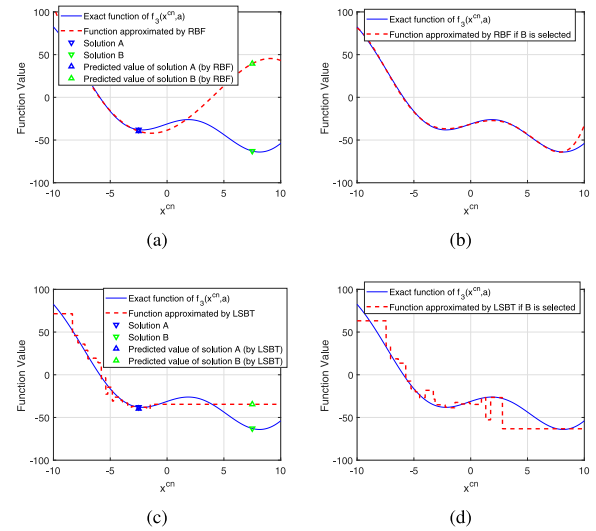 Exact function of f3(x^cn,a)
Function approximated by RBF
Solution A
Solution B
Predicted value of solution A (by RBF)
Predicted value of solution B (by RBF)
Function Value
100
50
0
-50
-100
-10
-5
0
5
10
x^cn
(a)
Exact function of f3(x^cn,a)
Function approximated by RBF if B is selected
Function Value
100
50
0
-50
-100
-10
-5
0
5
10
x^cn
(b)
Exact function of f3(x^cn,a)
Function approximated by LSBT
Solution A
Solution B
Predicted value of solution A (by LSBT)
Predicted value of solution B (by LSBT)
Function Value
100
50
0
-50
-100
-10
-5
0
5
10
x^cn
(c)
Exact function of f3(x^cn,a)
Function approximated by LSBT if B is selected
Function Value
100
50
0
-50
-100
-10
-5
0
5
10
x^cn
(d)